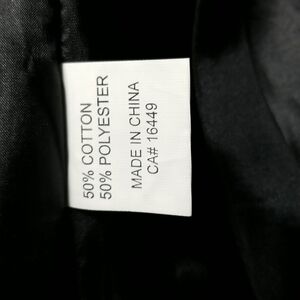 50% COTTON
50% POLYESTER
MADE IN CHINA
CA# 16449